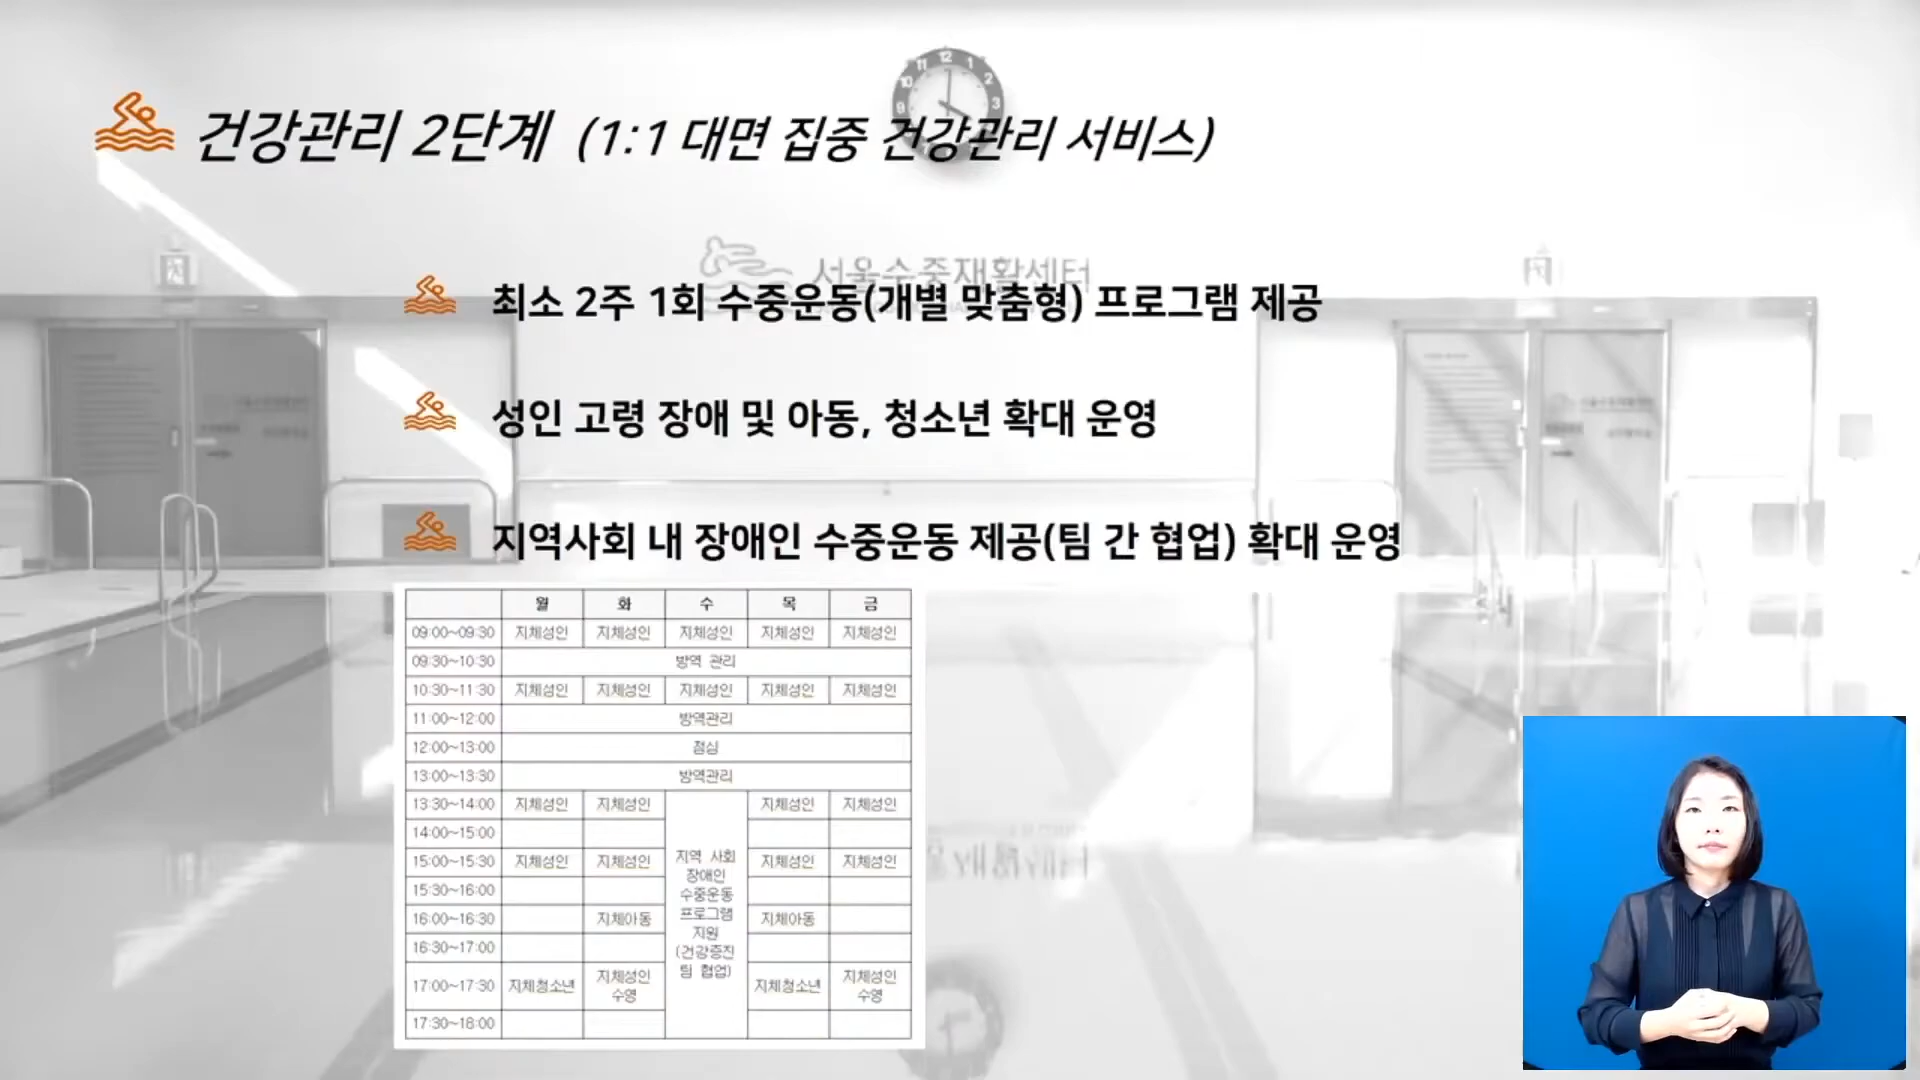 건강관리 2단계 (1:1 대면 집중 건강관리 서비스)
서울수중재활센터
최소 2주 1회 수중운동(개별 맞춤형) 프로그램 제공
성인 고령 장애 및 아동, 청소년 확대 운영
지역사회 내 장애인 수중운동 제공(팀 간 협업) 확대 운영
월 화 수 목 금
09:00~09:30 지체성인 지체성인 지체성인 지체성인 지체성인
09:30~10:30 방역 관리
10:30~11:30 지체성인 지체성인 지체성인 지체성인 지체성인
11:00~12:00 방역관리
12:00~13:00 점심
13:00~13:30 방역관리
13:30~14:00 지체성인 지체성인 지체성인 지체성인
14:00~15:00
15:00~15:30 지체성인 지체성인 지체성인 지체성인
지역 사회
장애인
수중운동
프로그램
지원
(건강증진
팀 협업)
15:30~16:00
16:00~16:30 지체아동 지체아동
16:30~17:00
17:00~17:30 지체청소년 지체성인 수영 지체청소년 지체성인 수영
17:30~18:00